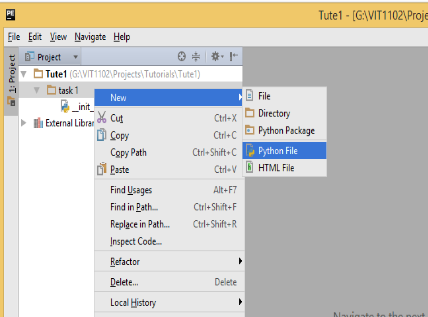 PE
Tute1 - [G:\VIT1102\Proje
File Edit View Navigate Help
1: Project
Project
Tute1 (G:\VIT1102\Projects\Tutorials\Tute1)
task 1
__init_
External Librar
New
Cut Ctrl+X
Copy Ctrl+C
Copy Path Ctrl+Shift+C
Paste Ctrl+V
Find Usages Alt+F7
Find in Path... Ctrl+Shift+F
Replace in Path... Ctrl+Shift+R
Inspect Code...
Refactor
Delete... Delete
Local History
File
Directory
Python Package
Python File
HTML File
Navigate to the next